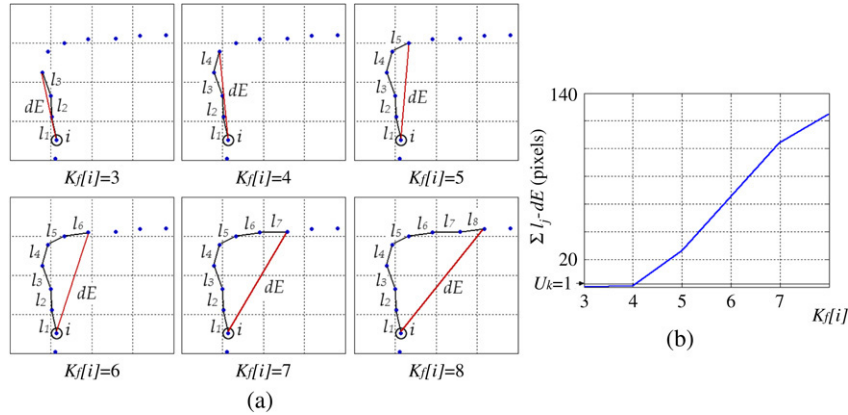 l4
l3
l2
dE
l1
i
Kf[i]=3
l4
l3
l2
dE
l1
i
Kf[i]=4
l5
l4
l3
l2
dE
l1
i
Kf[i]=5
l5
l6
l4
l3
l2
dE
l1
i
Kf[i]=6
l5
l6
l7
l4
l3
l2
dE
l1
i
Kf[i]=7
l5
l6
l7
l8
l4
l3
l2
dE
l1
i
Kf[i]=8
(a)
140
Σ lj-dE (pixels)
20
Uk=1
3 4 5 6 7
Kf[i]
(b)